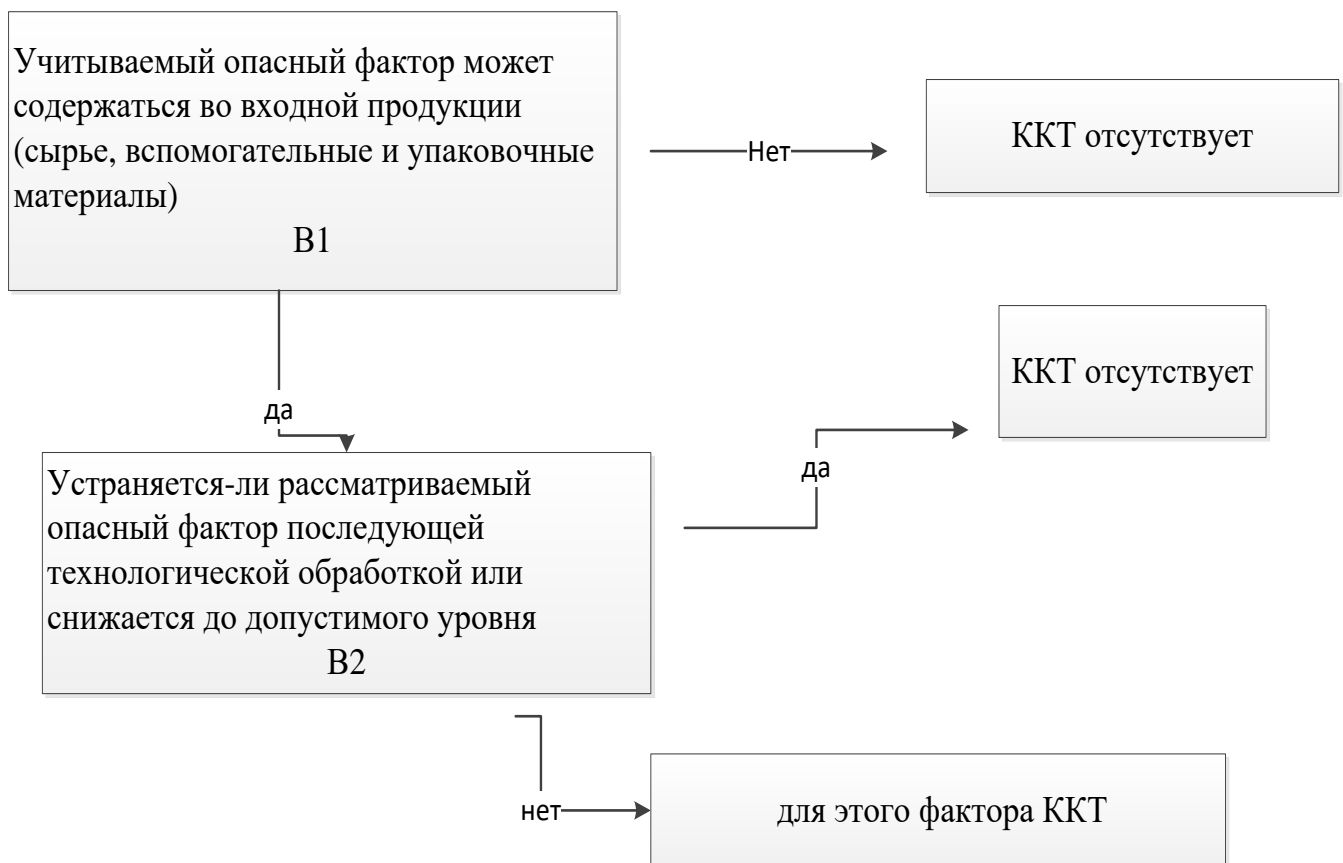 Учитываемый опасный фактор может
содержаться во входной продукции
(сырье, вспомогательные и упаковочные
материалы)
В1
Нет
ККТ отсутствует
да
ККТ отсутствует
да
Устраняется-ли рассматриваемый
опасный фактор последующей
технологической обработкой или
снижается до допустимого уровня
В2
нет
для этого фактора ККТ